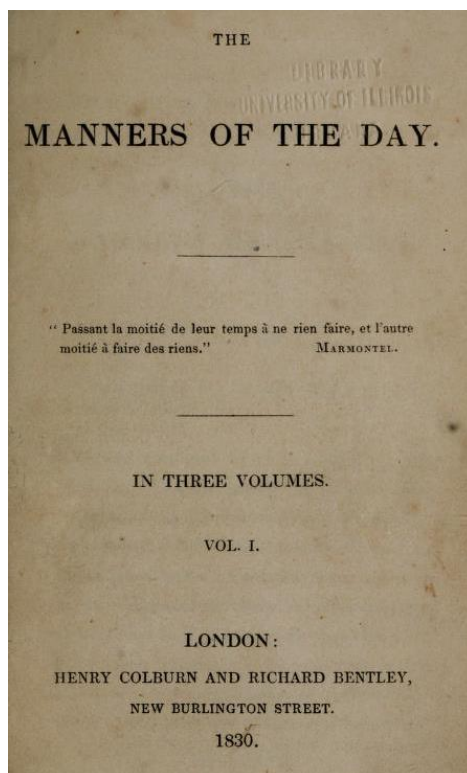 THE
LIBRARY
UNIVERSITY OF ILLINOIS
MANNERS OF THE DAY.
“ Passant la moitié de leur temps à ne rien faire, et l'autre
moitié à faire des riens.” MARMONTEL.
IN THREE VOLUMES.
VOL. I.
LONDON:
HENRY COLBURN AND RICHARD BENTLEY,
NEW BURLINGTON STREET.
1830.